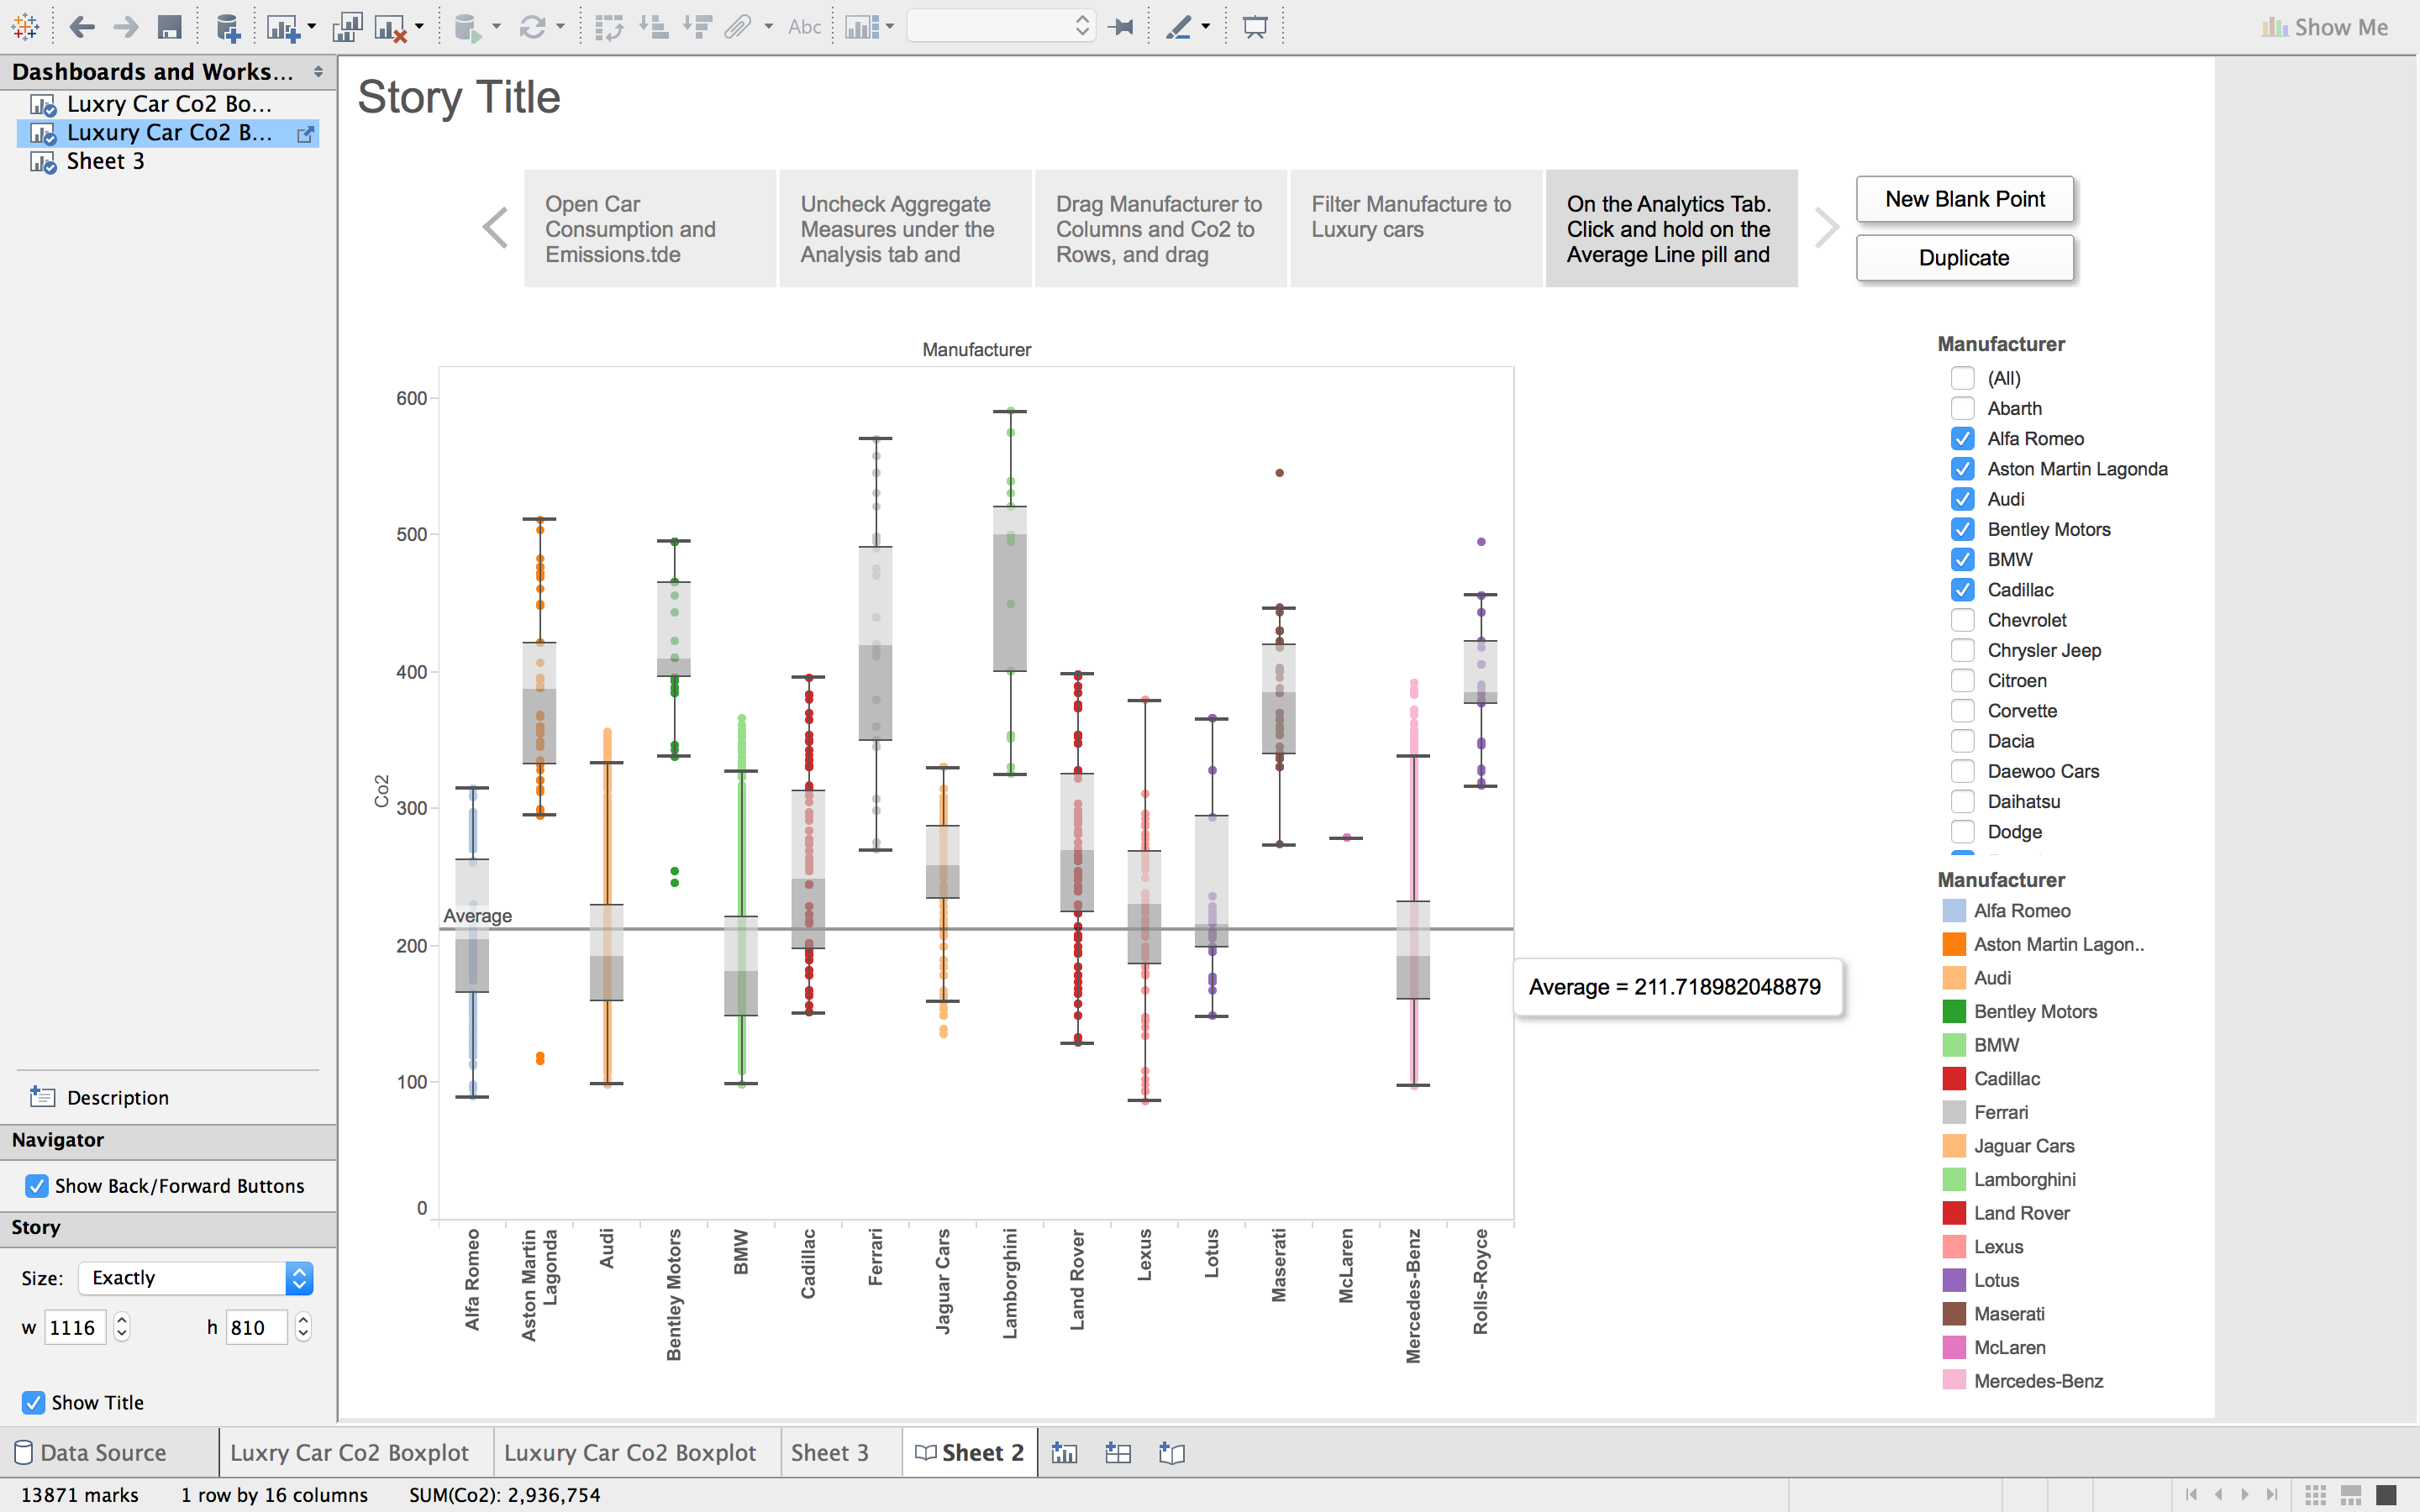 Abc
Show Me
Dashboards and Works...
Luxry Car Co2 Bo...
Luxury Car Co2 B...
Sheet 3
Story Title
Open Car
Consumption and
Emissions.tde
Uncheck Aggregate
Measures under the
Analysis tab and
Drag Manufacturer to
Columns and Co2 to
Rows, and drag
Filter Manufacture to
Luxury cars
On the Analytics Tab.
Click and hold on the
Average Line pill and
New Blank Point
Duplicate
Manufacturer
600
500
400
300
200
100
0
Co2
Average
Average = 211.718982048879
Alfa Romeo
Aston Martin
Lagonda
Audi
Bentley Motors
BMW
Cadillac
Ferrari
Jaguar Cars
Lamborghini
Land Rover
Lexus
Lotus
Maserati
McLaren
Mercedes-Benz
Rolls-Royce
Manufacturer
(All)
Abarth
Alfa Romeo
Aston Martin Lagonda
Audi
Bentley Motors
BMW
Cadillac
Chevrolet
Chrysler Jeep
Citroen
Corvette
Dacia
Daewoo Cars
Daihatsu
Dodge
Manufacturer
Alfa Romeo
Aston Martin Lagon..
Audi
Bentley Motors
BMW
Cadillac
Ferrari
Jaguar Cars
Lamborghini
Land Rover
Lexus
Lotus
Maserati
McLaren
Mercedes-Benz
Description
Navigator
Show Back/Forward Buttons
Story
Size: Exactly
w 1116 h 810
Show Title
Data Source Luxry Car Co2 Boxplot Luxury Car Co2 Boxplot Sheet 3 Sheet 2
13871 marks 1 row by 16 columns SUM(Co2): 2,936,754